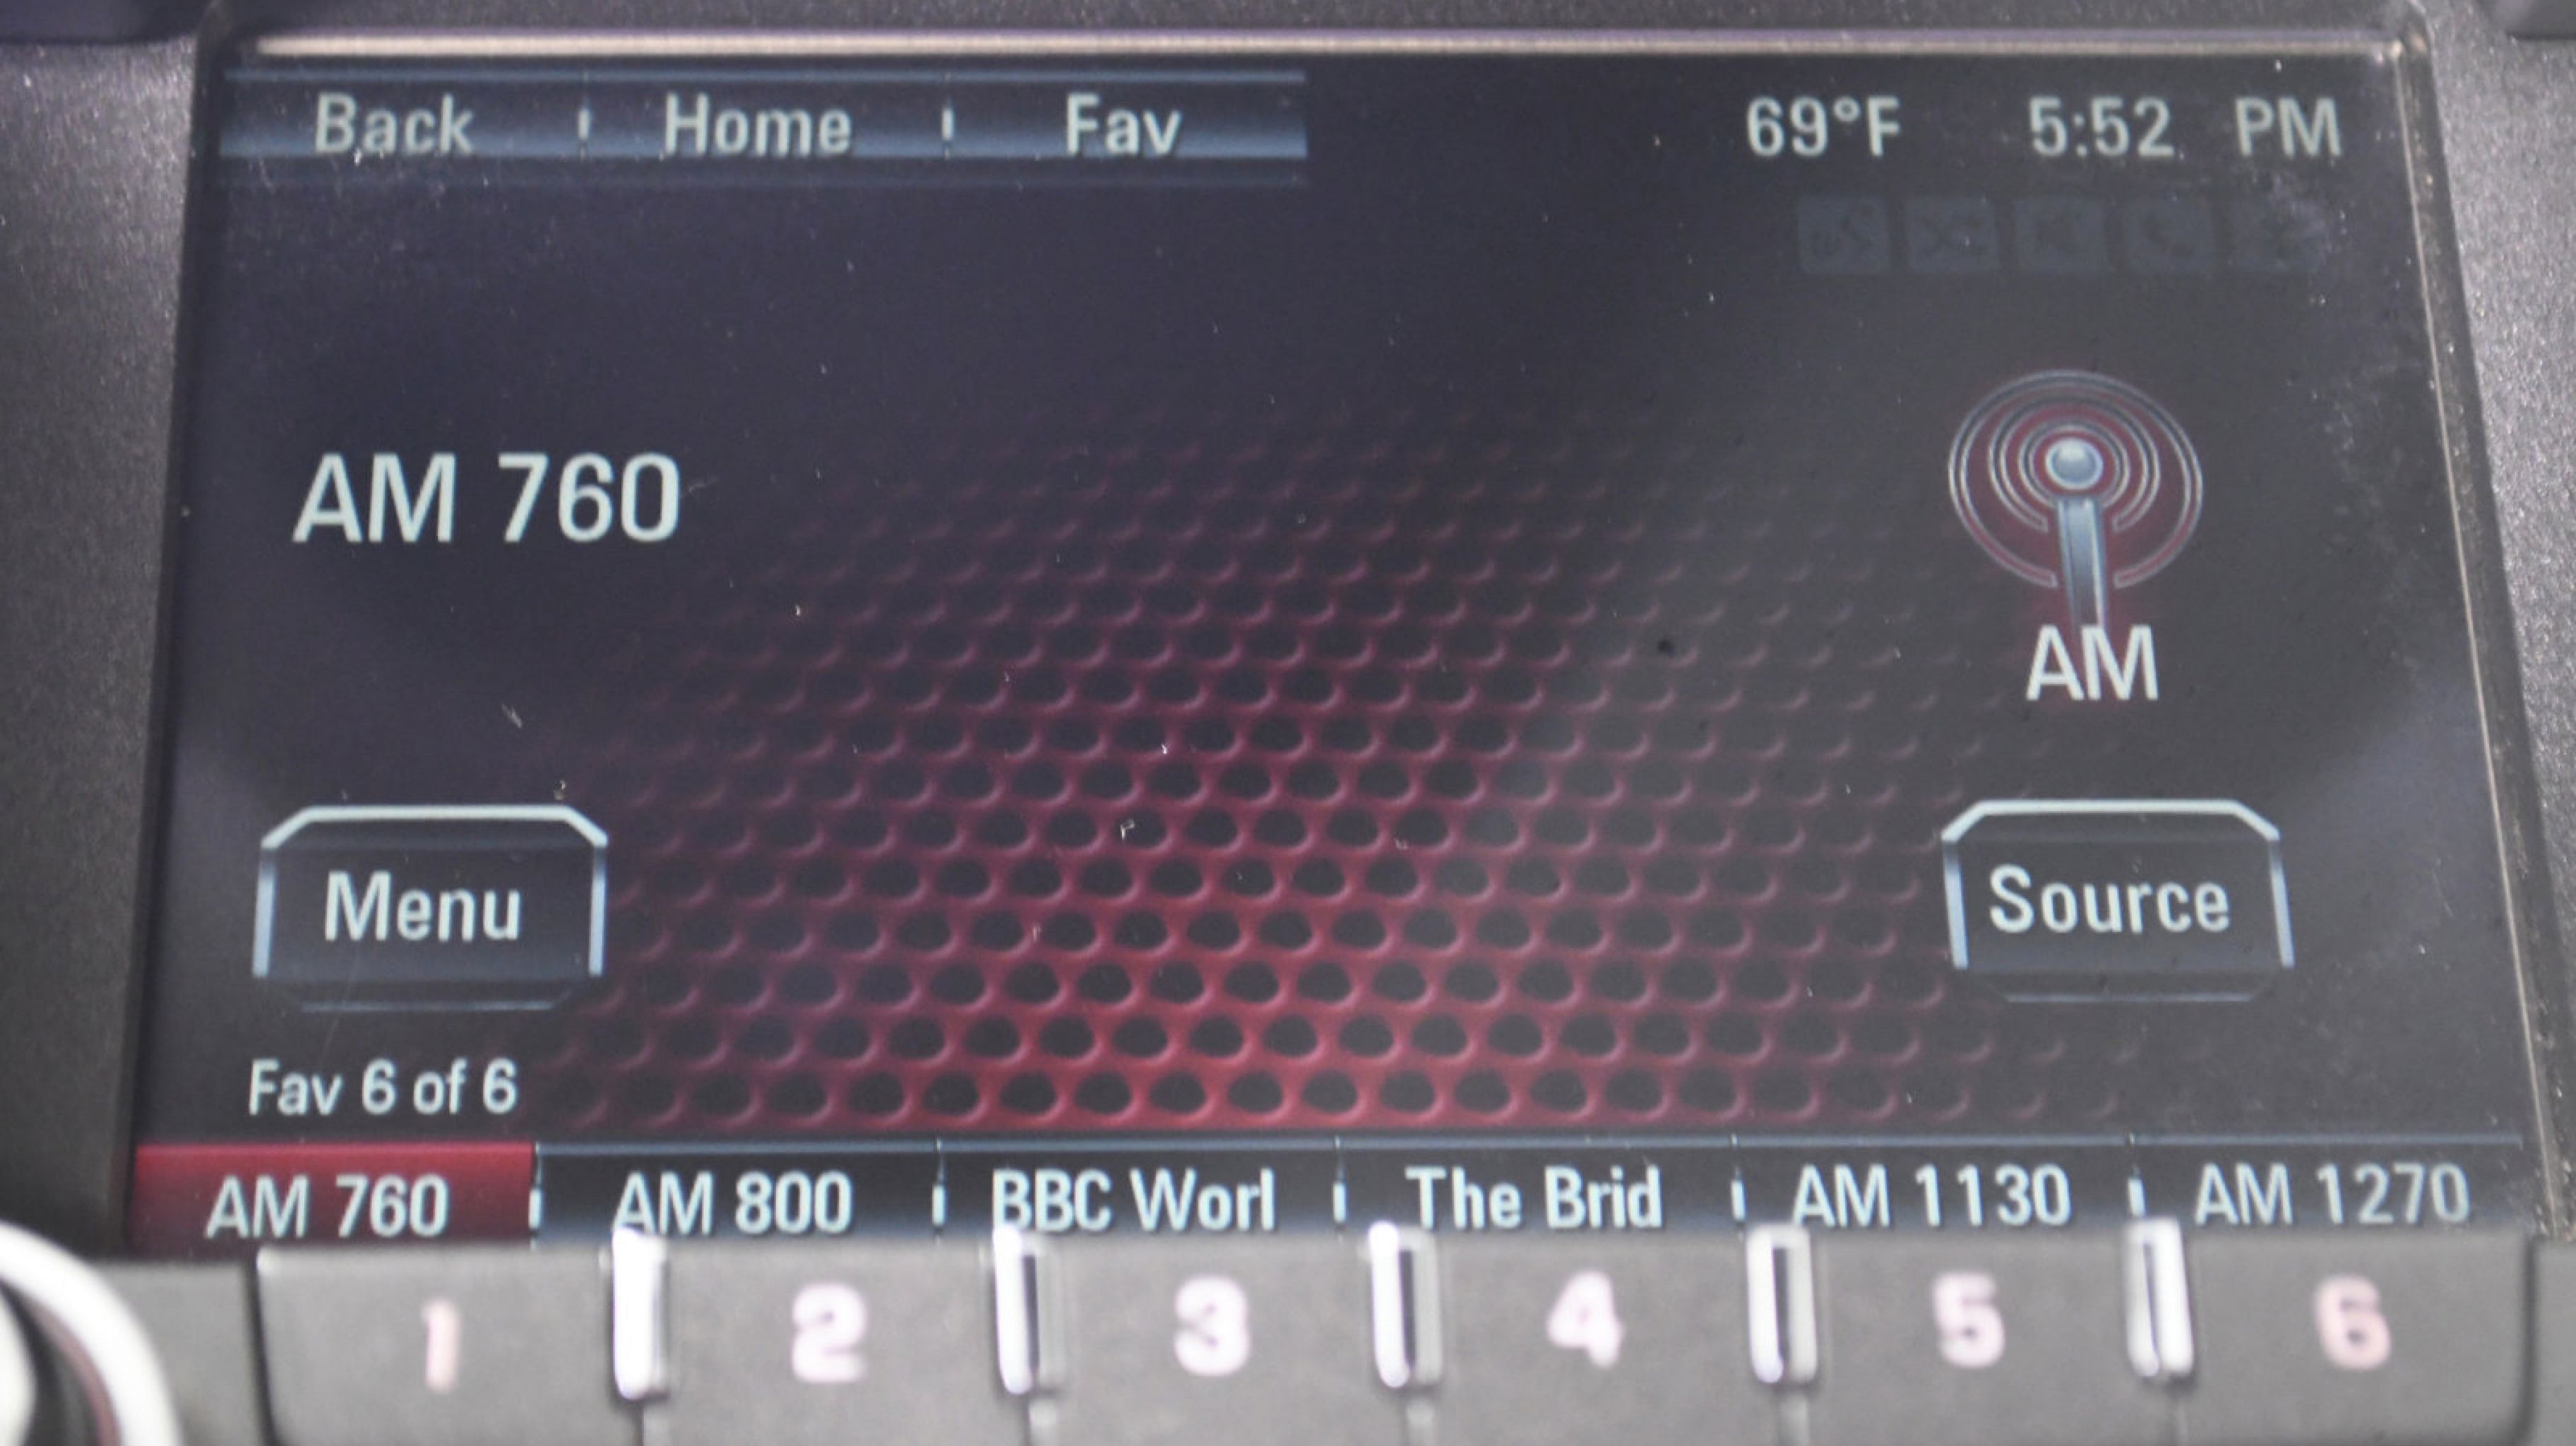 Back Home Fav 69°F 5:52 PM
AM 760
AM
Menu Source
Fav 6 of 6
AM 760 AM 800 BBC Worl The Brid AM 1130 AM 1270
1 2 3 4 5 6